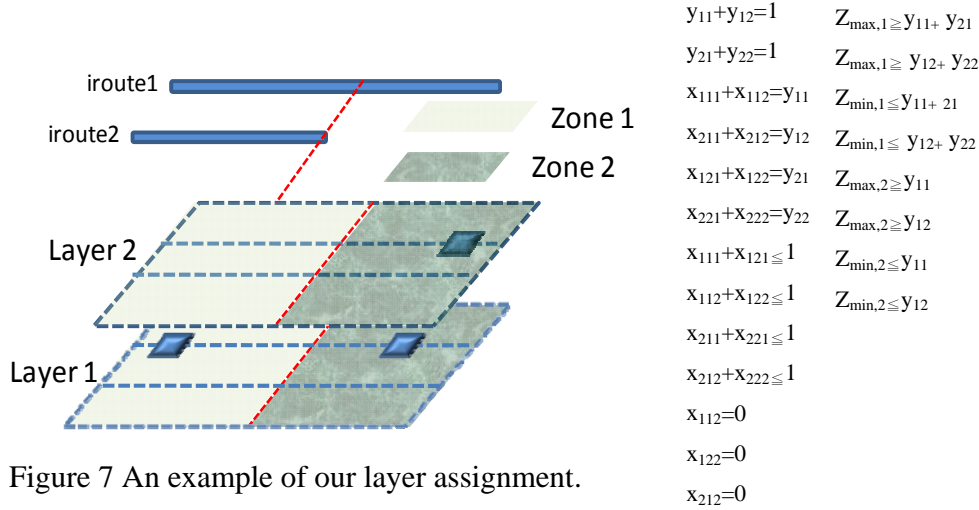 iroute1
iroute2
Zone 1
Zone 2
Layer 2
Layer 1
Figure 7 An example of our layer assignment.
y₁₁+y₁₂=1
y₂₁+y₂₂=1
x₁₁₁+x₁₁₂=y₁₁
x₂₁₁+x₂₁₂=y₁₂
x₁₂₁+x₁₂₂=y₂₁
x₂₂₁+x₂₂₂=y₂₂
x₁₁₁+x₁₂₁≦1
x₁₁₂+x₁₂₂≦1
x₂₁₁+x₂₂₁≦1
x₂₁₂+x₂₂₂≦1
x₁₁₂=0
x₁₂₂=0
x₂₁₂=0
Zmax,1≧y₁₁+ y₂₁
Zmax,1≧ y₁₂+ y₂₂
Zmin,1≦y₁₁+ ₂₁
Zmin,1≦ y₁₂+ y₂₂
Zmax,2≧y₁₁
Zmax,2≧y₁₂
Zmin,2≦y₁₁
Zmin,2≦y₁₂